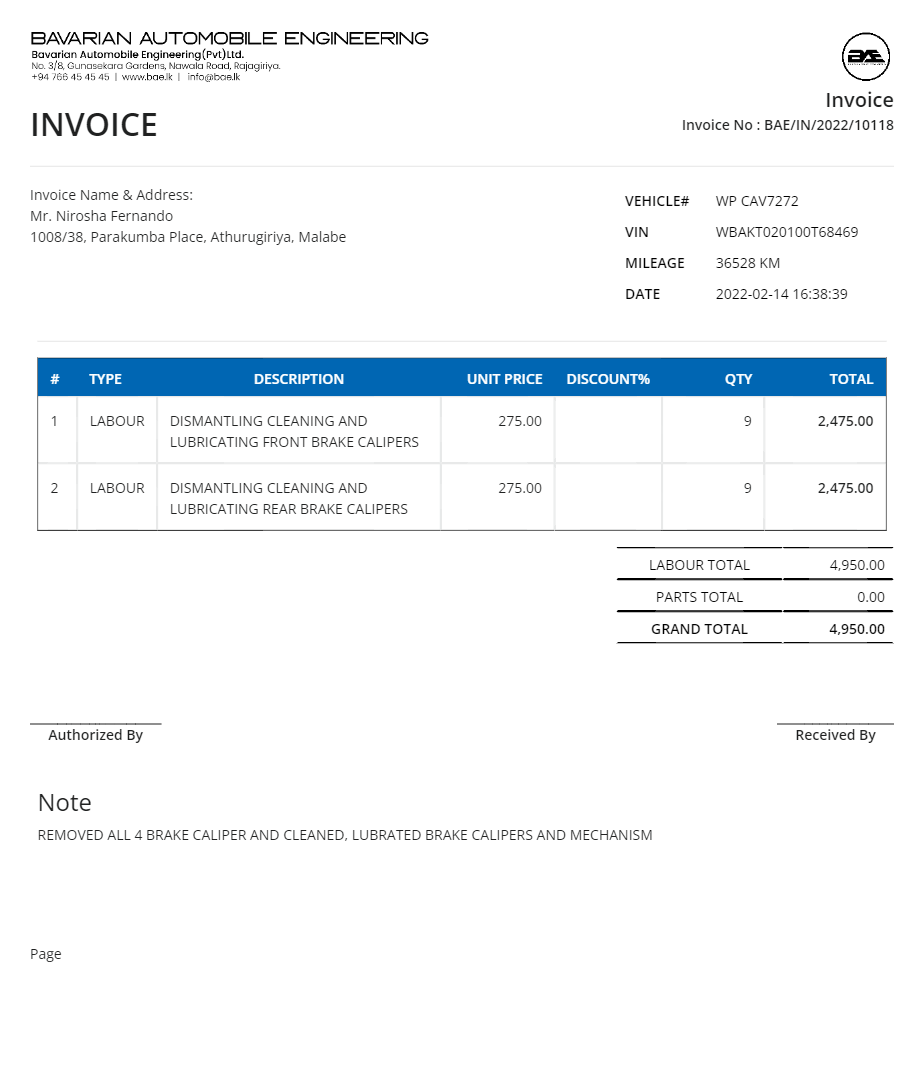 BAVARIAN AUTOMOBILE ENGINEERING
Bavarian Automobile Engineering(Pvt)Ltd.
No. 3/8, Gunasekara Gardens, Nawala Road, Rajagiriya.
+94 766 45 45 45 | www.bae.lk | info@bae.lk
BAE
Invoice
INVOICE
Invoice No : BAE/IN/2022/10118
Invoice Name & Address:
Mr. Nirosha Fernando
1008/38, Parakumba Place, Athurugiriya, Malabe
VEHICLE# WP CAV7272
VIN WBAKT020100T68469
MILEAGE 36528 KM
DATE 2022-02-14 16:38:39
# TYPE DESCRIPTION UNIT PRICE DISCOUNT% QTY TOTAL
1 LABOUR DISMANTLING CLEANING AND 275.00 9 2,475.00
LUBRICATING FRONT BRAKE CALIPERS
2 LABOUR DISMANTLING CLEANING AND 275.00 9 2,475.00
LUBRICATING REAR BRAKE CALIPERS
LABOUR TOTAL 4,950.00
PARTS TOTAL 0.00
GRAND TOTAL 4,950.00
Authorized By Received By
Note
REMOVED ALL 4 BRAKE CALIPER AND CLEANED, LUBRATED BRAKE CALIPERS AND MECHANISM
Page